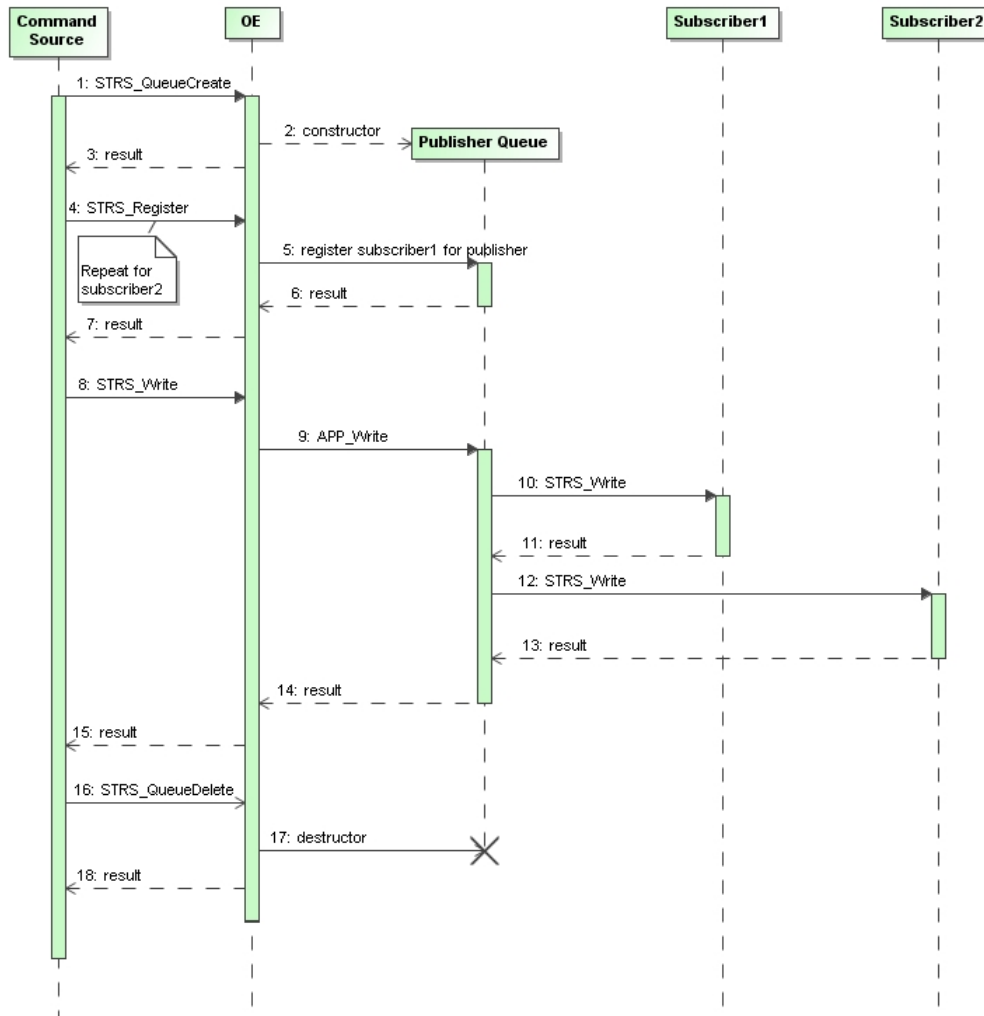 Command
Source
OE
Subscriber1
Subscriber2
1: STRS_QueueCreate
2: constructor
Publisher Queue
3: result
4: STRS_Register
Repeat for
subscriber2
5: register subscriber1 for publisher
6: result
7: result
8: STRS_Write
9: APP_Write
10: STRS_Write
11: result
12: STRS_Write
13: result
14: result
15: result
16: STRS_QueueDelete
17: destructor
18: result